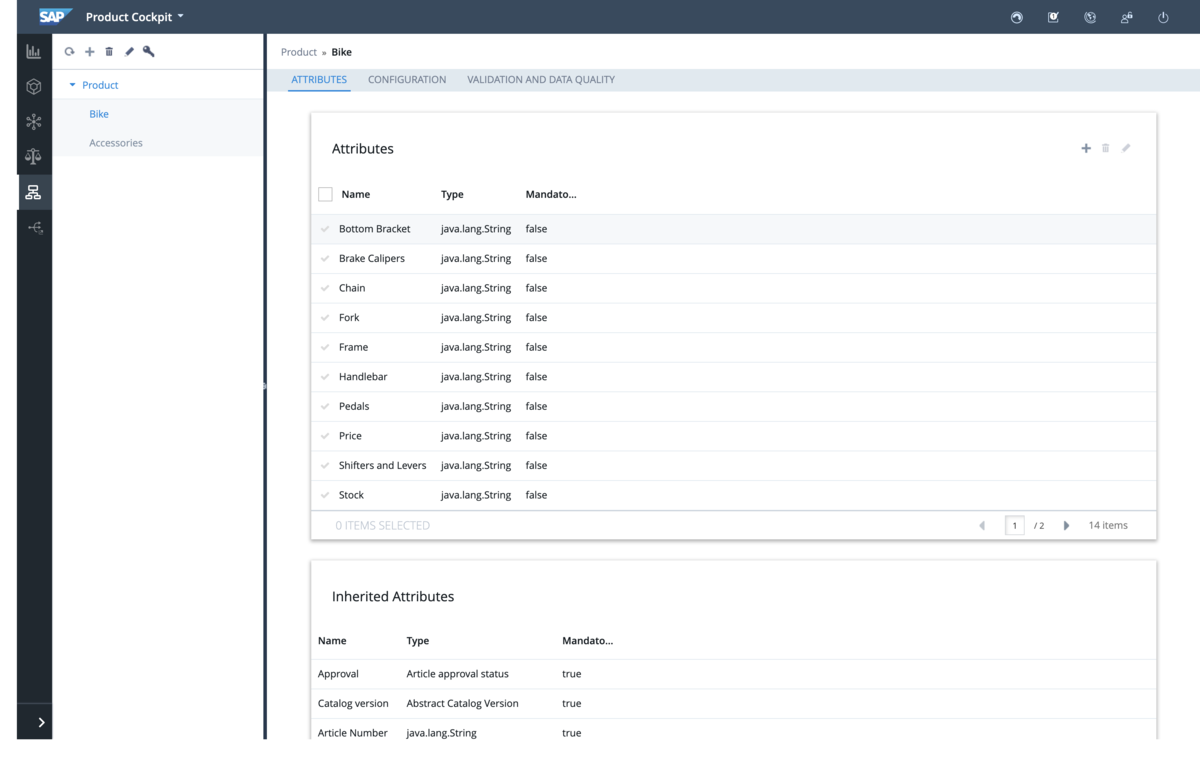 SAP Product Cockpit
Product » Bike
ATTRIBUTES CONFIGURATION VALIDATION AND DATA QUALITY
Product
Bike
Accessories
Attributes
Name Type Mandato...
Bottom Bracket java.lang.String false
Brake Calipers java.lang.String false
Chain java.lang.String false
Fork java.lang.String false
Frame java.lang.String false
Handlebar java.lang.String false
Pedals java.lang.String false
Price java.lang.String false
Shifters and Levers java.lang.String false
Stock java.lang.String false
0 ITEMS SELECTED 1 / 2 14 items
Inherited Attributes
Name Type Mandato...
Approval Article approval status true
Catalog version Abstract Catalog Version true
Article Number java.lang.String true